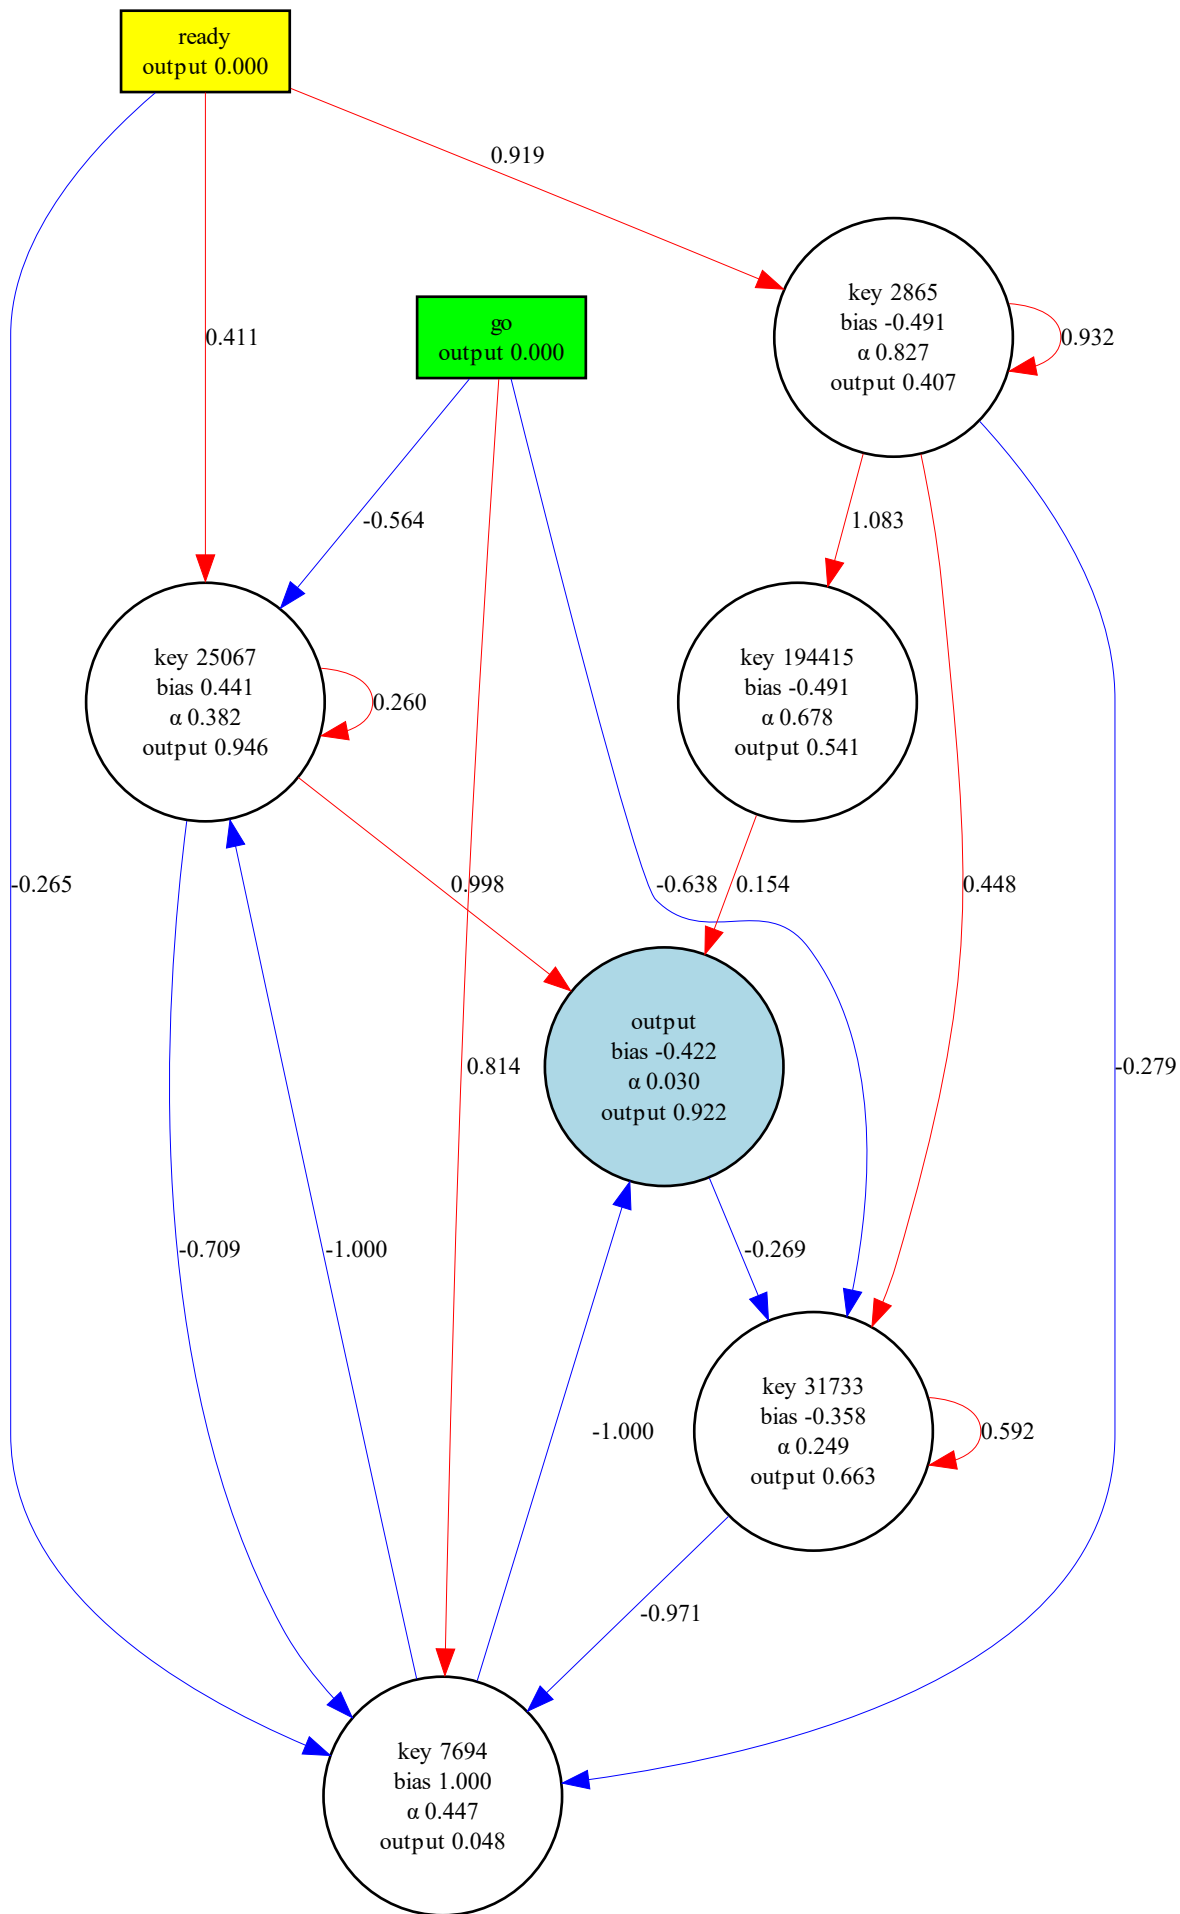 ready
output 0.000
0.919
key 2865
bias -0.491
α 0.827
output 0.407
0.932
0.411
go
output 0.000
-0.564
1.083
key 25067
bias 0.441
α 0.382
output 0.946
0.260
key 194415
bias -0.491
α 0.678
output 0.541
-0.265
0.998
-0.638
0.154
0.448
output
bias -0.422
α 0.030
output 0.922
0.814
-0.279
-0.709
-1.000
-0.269
-1.000
key 31733
bias -0.358
α 0.249
output 0.663
0.592
-0.971
key 7694
bias 1.000
α 0.447
output 0.048